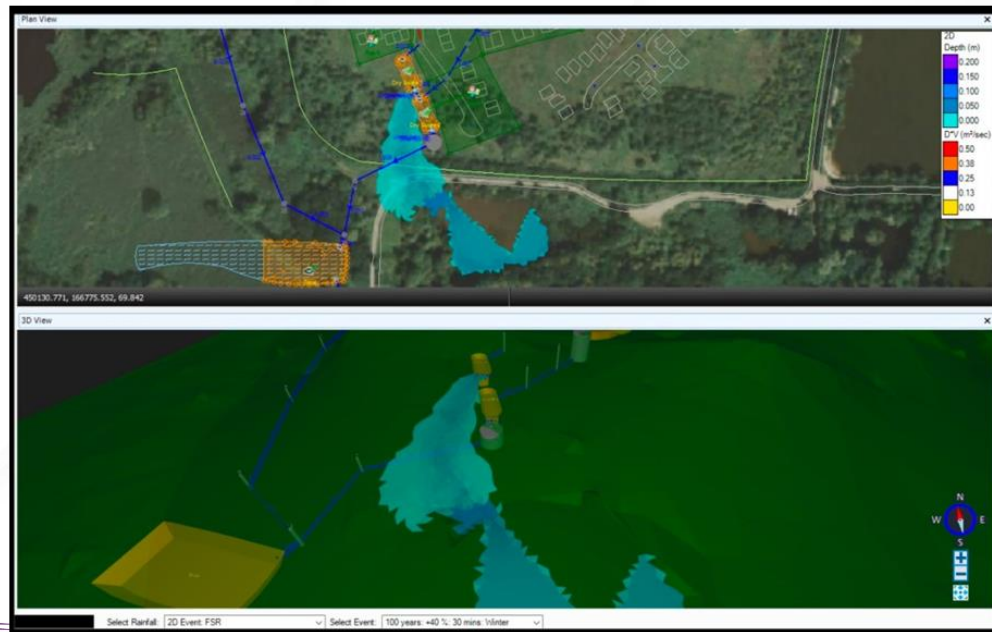 Plan View
2D
Depth (m)
0.200
0.150
0.100
0.050
0.000
D*V (m²/sec)
0.50
0.38
0.25
0.13
0.00
450130.771, 166775.552, 69.842
3D View
N
W E
S
Select Rainfall: 2D Event: FSR Select Event: 100 years: +40 %: 30 mins: Winter